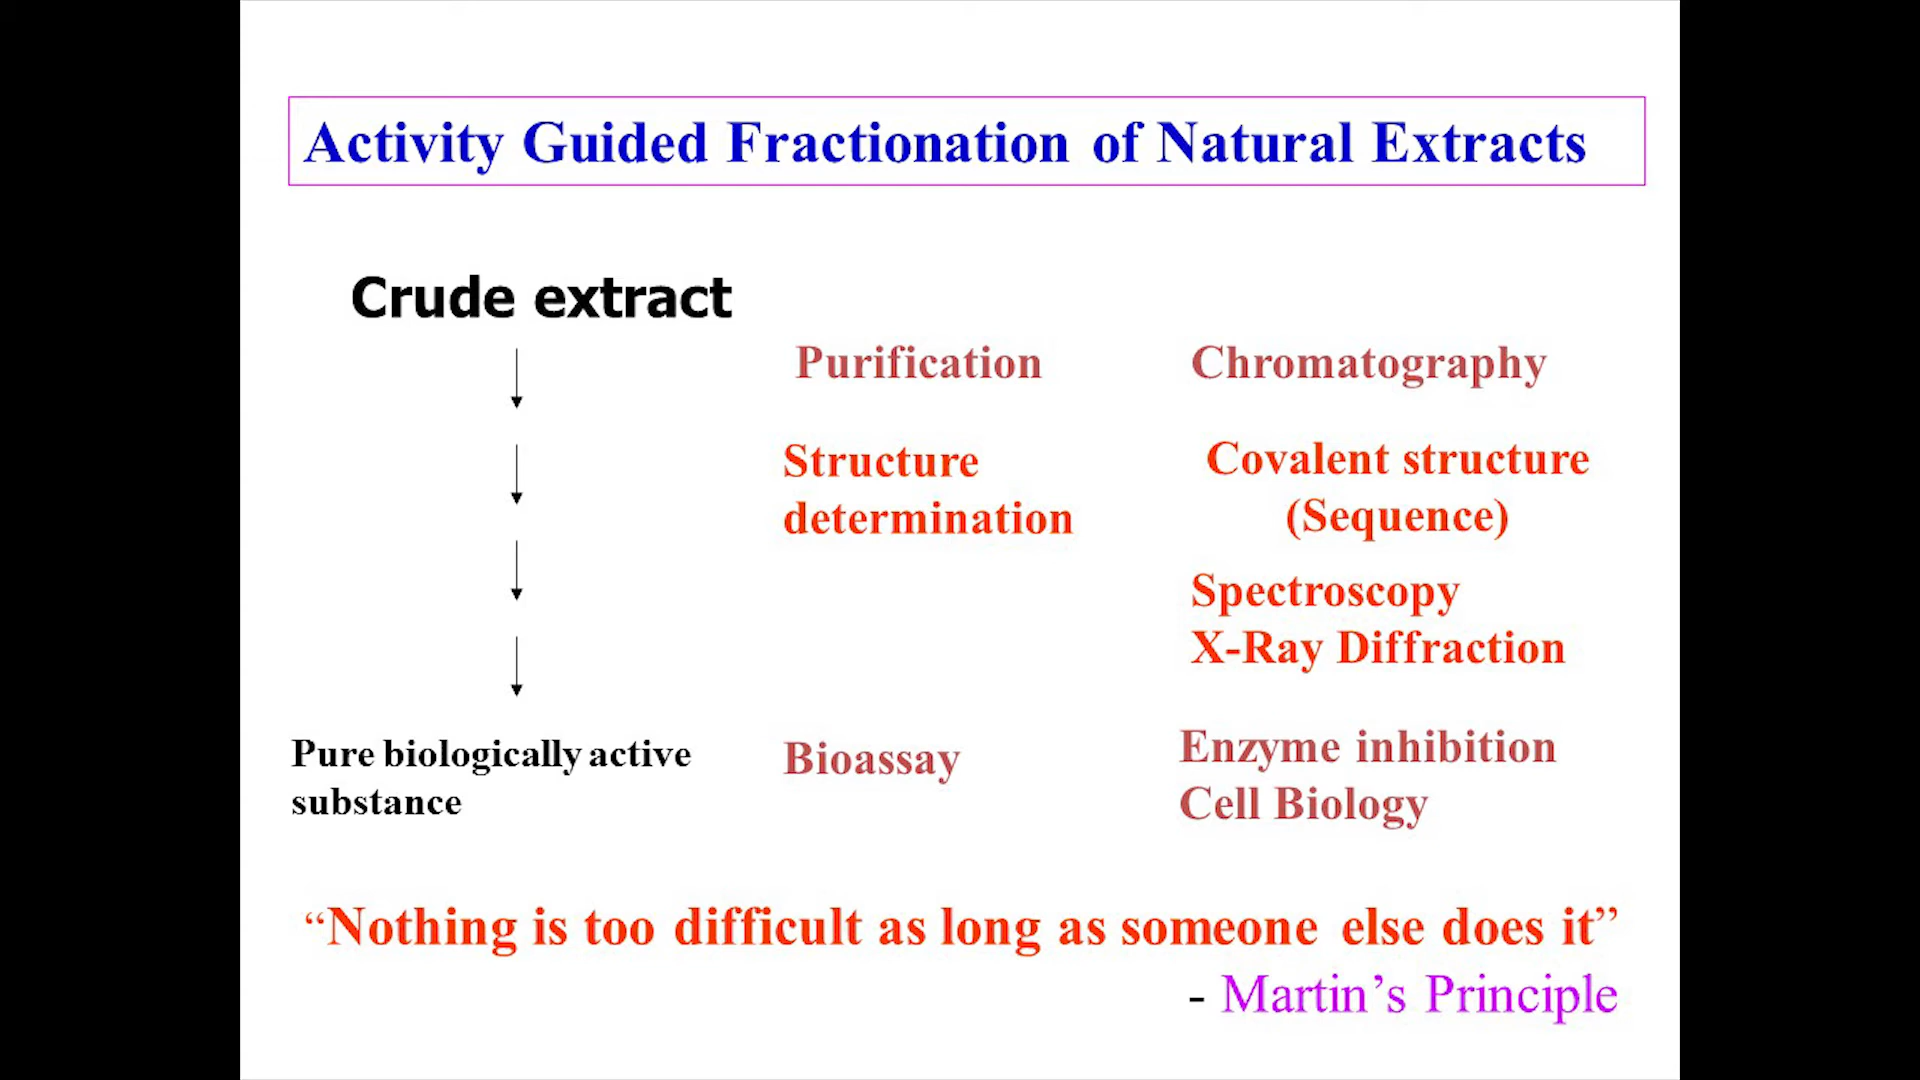 Activity Guided Fractionation of Natural Extracts
Crude extract
Purification
Chromatography
Structure
determination
Covalent structure
(Sequence)
Spectroscopy
X-Ray Diffraction
Pure biologically active
substance
Bioassay
Enzyme inhibition
Cell Biology
“Nothing is too difficult as long as someone else does it”
- Martin’s Principle